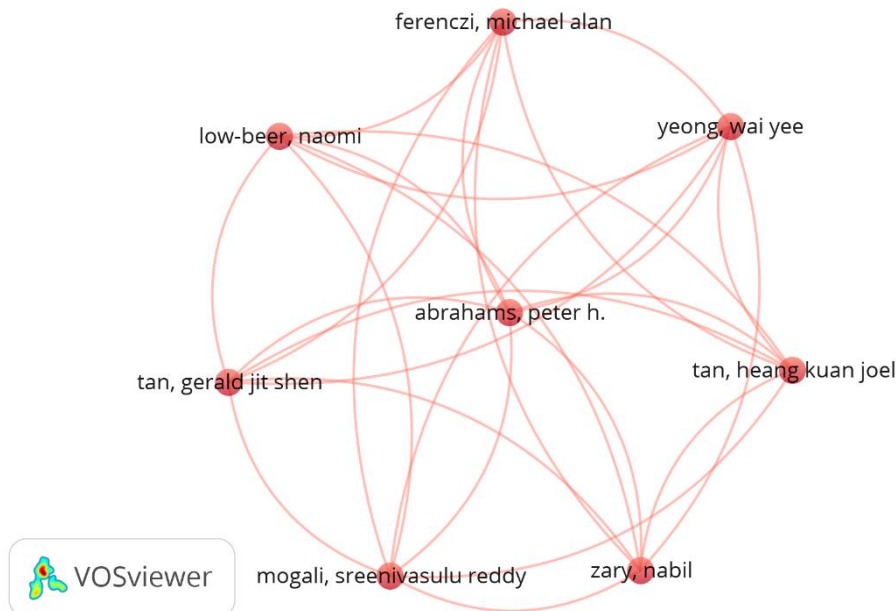 ferenczi, michael alan
yeong, wai yee
low-beer, naomi
abrahams, peter h.
tan, heang kuan joel
tan, gerald jit shen
zary, nabil
mogali, sreenivasulu reddy
VOSviewer